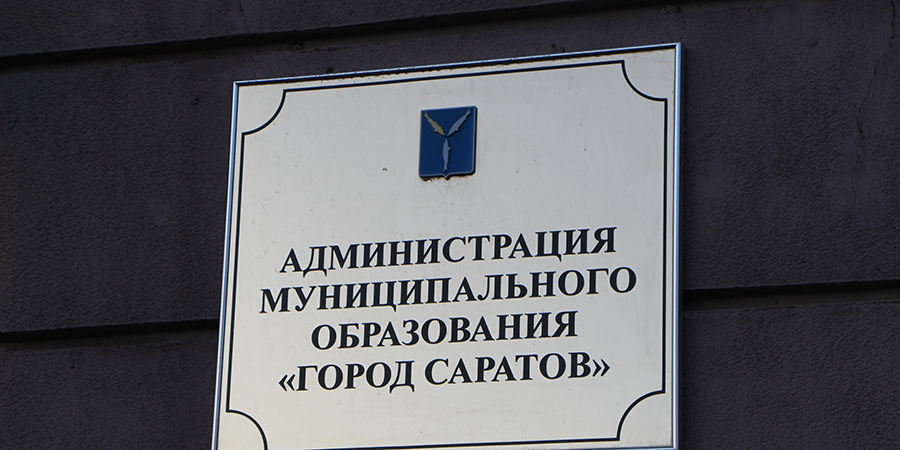 АДМИНИСТРАЦИЯ
МУНИЦИПАЛЬНОГО
ОБРАЗОВАНИЯ
«ГОРОД САРАТОВ»